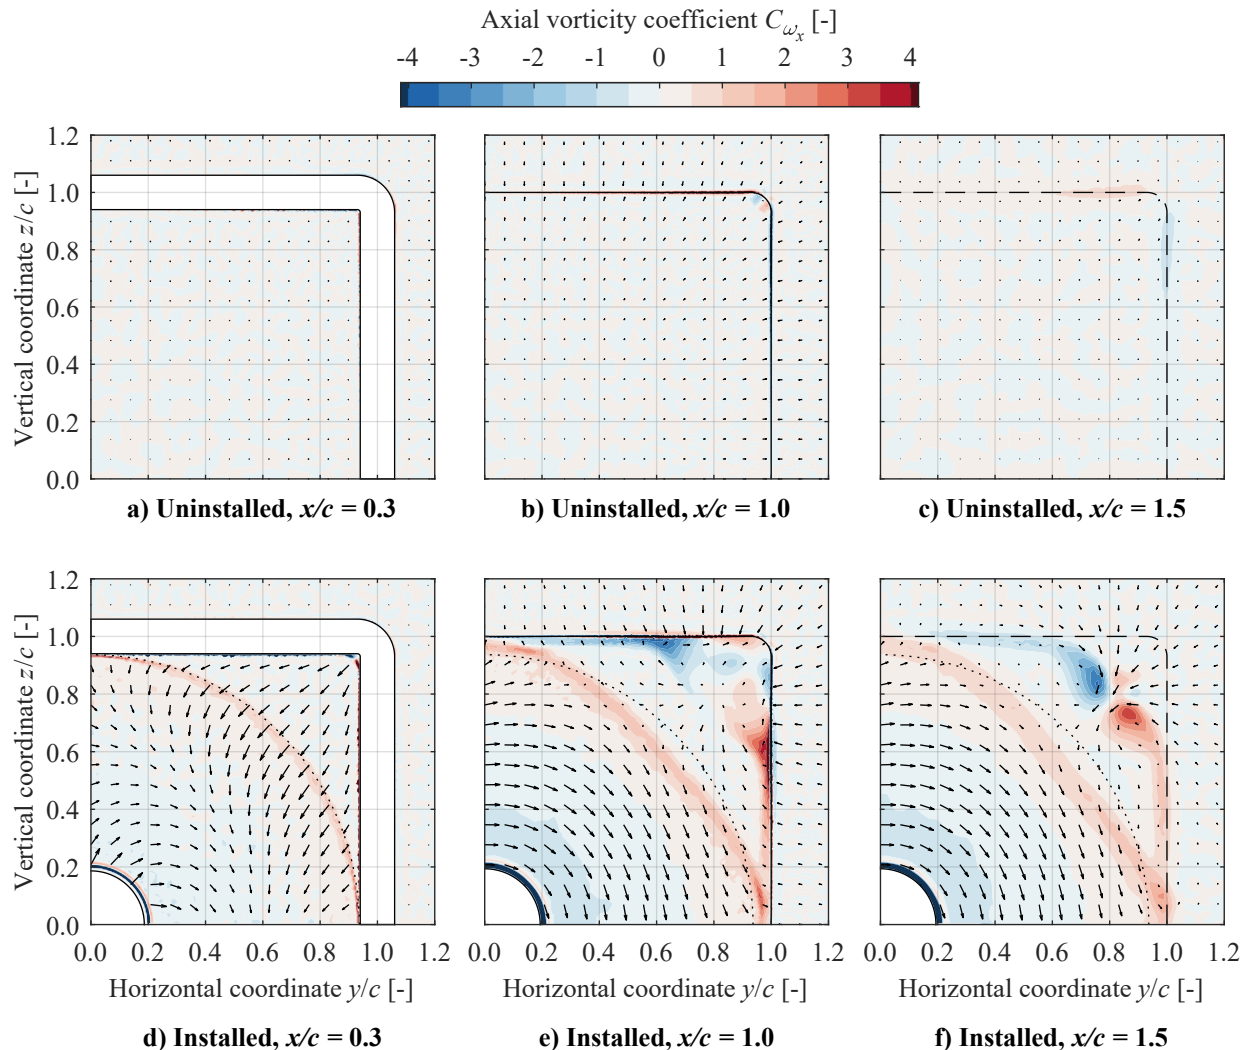 Axial vorticity coefficient C_ωx [-]
-4 -3 -2 -1 0 1 2 3 4
Vertical coordinate z/c [-]
1.2
1.0
0.8
0.6
0.4
0.2
0.0
a) Uninstalled, x/c = 0.3
b) Uninstalled, x/c = 1.0
c) Uninstalled, x/c = 1.5
Vertical coordinate z/c [-]
1.2
1.0
0.8
0.6
0.4
0.2
0.0
0.0 0.2 0.4 0.6 0.8 1.0 1.2
0.0 0.2 0.4 0.6 0.8 1.0 1.2
0.0 0.2 0.4 0.6 0.8 1.0 1.2
Horizontal coordinate y/c [-]
Horizontal coordinate y/c [-]
Horizontal coordinate y/c [-]
d) Installed, x/c = 0.3
e) Installed, x/c = 1.0
f) Installed, x/c = 1.5